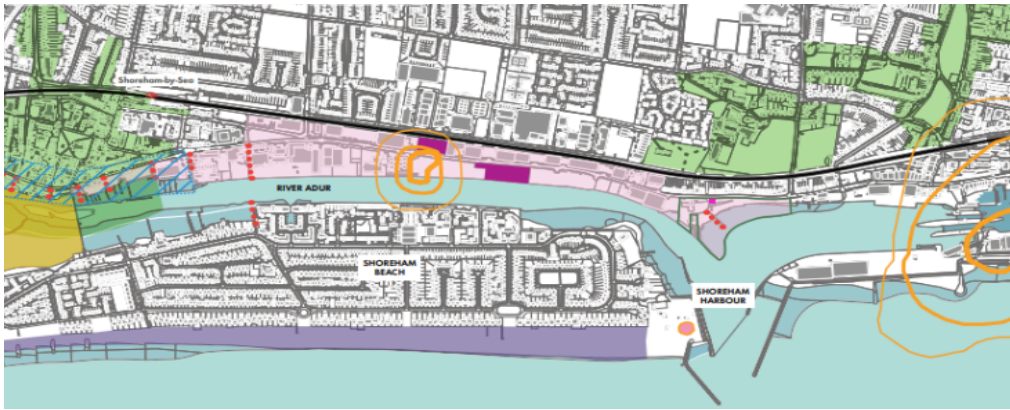 Shoreham-by-Sea
RIVER ADUR
SHOREHAM
BEACH
SHOREHAM
HARBOUR